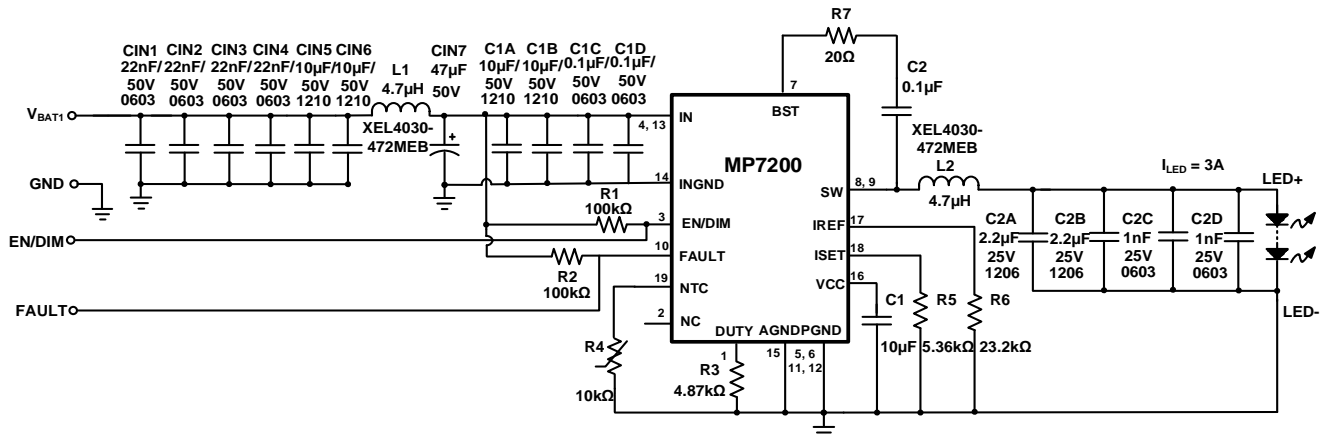 R7
20Ω
CIN1 CIN2 CIN3 CIN4 CIN5 CIN6
22nF/ 22nF/ 22nF/ 22nF/ 10μF/ 10μF/
50V 50V 50V 50V 50V 50V
0603 0603 0603 0603 1210 1210
L1
4.7μH
XEL4030-
472MEB
CIN7
47μF
50V
C1A C1B C1C C1D
10μF/ 10μF/ 0.1μF/ 0.1μF/
50V 50V 50V 50V
1210 1210 0603 0603
C2
0.1μF
7
BST
VBAT1
4, 13
IN
MP7200
XEL4030-
472MEB
L2
4.7μH
ILED = 3A
LED+
GND
14
INGND
8, 9
SW
R1
100kΩ
3
EN/DIM
17
IREF
EN/DIM
10
FAULT
18
ISET
C2A C2B C2C C2D
2.2μF 2.2μF 1nF 1nF
25V 25V 25V 25V
1206 1206 0603 0603
R2
100kΩ
19
NTC
16
VCC
FAULT
2
NC
C1
10μF
R5
5.36kΩ
R6
23.2kΩ
LED-
DUTY AGND PGND
1
15
5, 6
11, 12
R4
10kΩ
R3
4.87kΩ